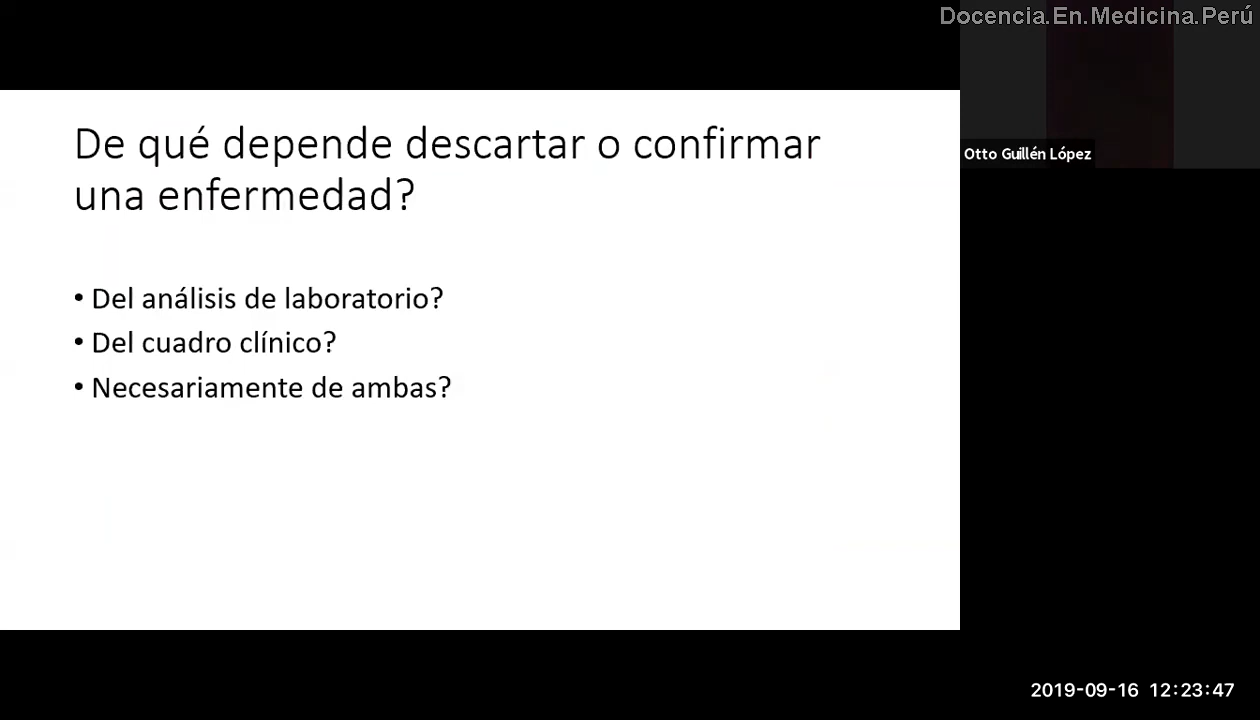 Docencia.En.Medicina.Perú
De qué depende descartar o confirmar
una enfermedad?
Otto Guillén López
• Del análisis de laboratorio?
• Del cuadro clínico?
• Necesariamente de ambas?
2019-09-16 12:23:47